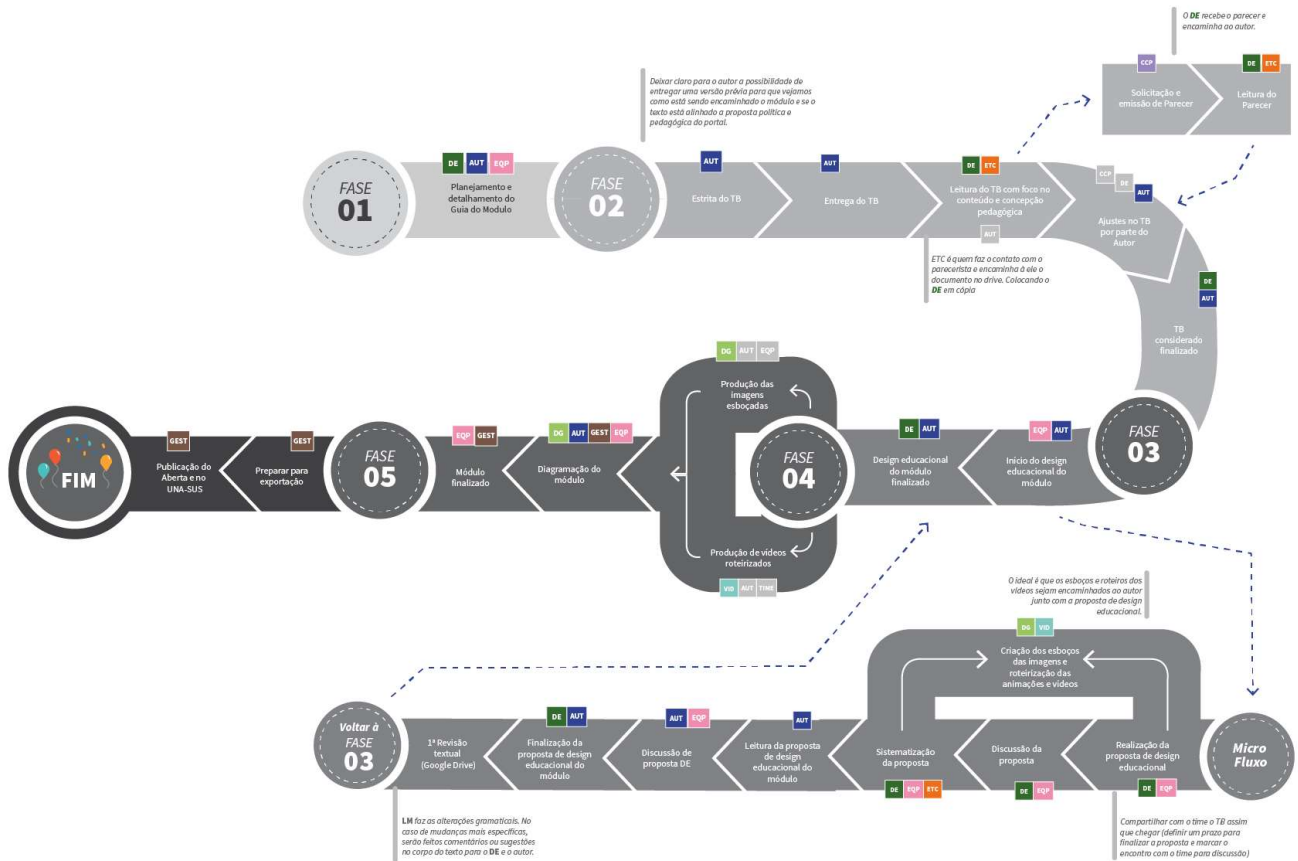 O DE recebe o parecer e
encaminha ao autor.
CCP
DE ETC
Solicitação e
emissão de Parecer
Leitura do
Parecer
Deixar claro para o autor a possibilidade de
entregar uma versão prévia para que vejamos
como está sendo encaminhado o módulo e se o
texto está alinhado a proposta política e
pedagógica do portal.
FASE
01
DE AUT EQP
Planejamento e
detalhamento do
Guia do Modulo
FASE
02
AUT
Estrita do TB
AUT
Entrega do TB
DE ETC
Leitura do TB com foco no
conteúdo e concepção
pedagógica
AUT
ETC é quem faz o contato com o
parecerista e encaminha à ele o
documento no drive. Colocando o
DE em cópia
CCP DE AUT
Ajustes no TB
por parte do
Autor
DE
AUT
TB
considerado
finalizado
FASE
03
EQP AUT
Início do design
educacional do
módulo
DE AUT
Design educacional
do módulo
finalizado
FASE
04
DG AUT EQP
Produção das
imagens
esboçadas
Produção de vídeos
roteirizados
VID AUT TIME
DG AUT GEST EQP
Diagramação do
módulo
EQP GEST
Módulo
finalizado
FASE
05
GEST
Preparar para
exportação
GEST
Publicação do
Aberta e no
UNA-SUS
FIM
O ideal é que os esboços e roteiros dos
vídeos sejam encaminhados ao autor
junto com a proposta de design
educacional.
Micro
Fluxo
Realização da
proposta de design
educacional
DE EQP
Compartilhar com o time o TB assim
que chegar (definir um prazo para
finalizar a proposta e marcar o
encontro com o time para discussão)
Discussão da
proposta
DE EQP
DG VID
Criação dos esboços
das imagens e
roteirização das
animações e vídeos
Sistematização
da proposta
DE EQP ETC
AUT
Leitura da proposta
de design
educacional do
módulo
AUT EQP
Discussão de
proposta DE
DE AUT
Finalização da
proposta de design
educacional do
módulo
1ª Revisão
textual
(Google Drive)
LM faz as alterações gramaticais. No
caso de mudanças mais específicas,
serão feitos comentários ou sugestões
no corpo do texto para o DE e o autor.
Voltar à
FASE
03